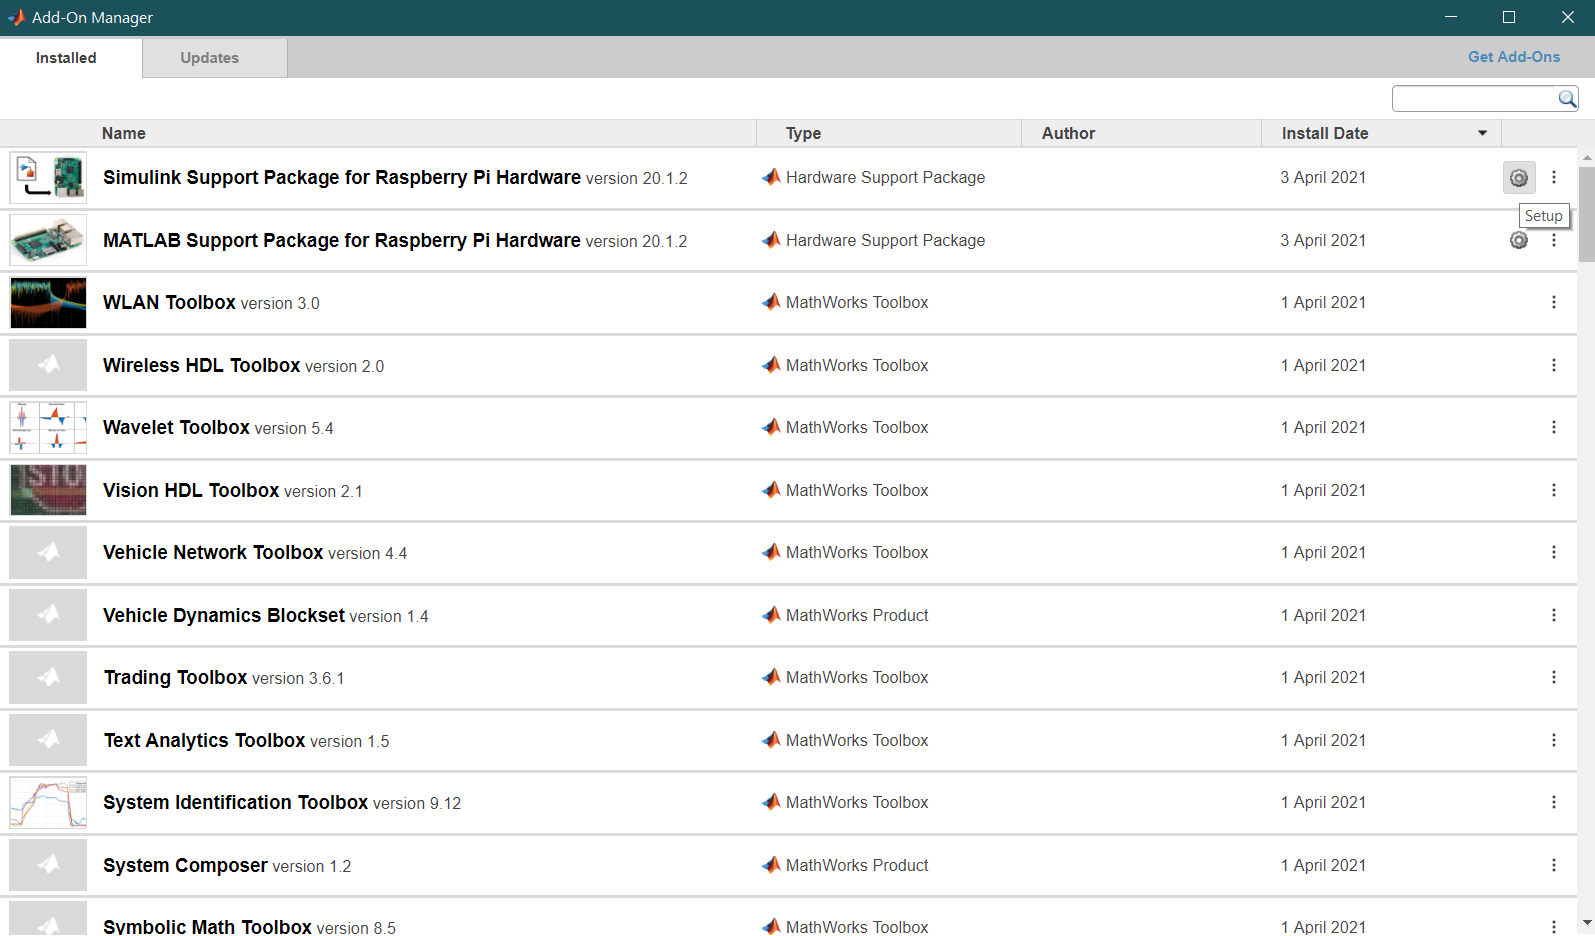 Add-On Manager
Installed Updates Get Add-Ons
Name Type Author Install Date
Simulink Support Package for Raspberry Pi Hardware version 20.1.2 Hardware Support Package 3 April 2021
Setup
MATLAB Support Package for Raspberry Pi Hardware version 20.1.2 Hardware Support Package 3 April 2021
WLAN Toolbox version 3.0 MathWorks Toolbox 1 April 2021
Wireless HDL Toolbox version 2.0 MathWorks Toolbox 1 April 2021
Wavelet Toolbox version 5.4 MathWorks Toolbox 1 April 2021
Vision HDL Toolbox version 2.1 MathWorks Toolbox 1 April 2021
Vehicle Network Toolbox version 4.4 MathWorks Toolbox 1 April 2021
Vehicle Dynamics Blockset version 1.4 MathWorks Product 1 April 2021
Trading Toolbox version 3.6.1 MathWorks Toolbox 1 April 2021
Text Analytics Toolbox version 1.5 MathWorks Toolbox 1 April 2021
System Identification Toolbox version 9.12 MathWorks Toolbox 1 April 2021
System Composer version 1.2 MathWorks Product 1 April 2021
Symbolic Math Toolbox version 8.5 MathWorks Toolbox 1 April 2021